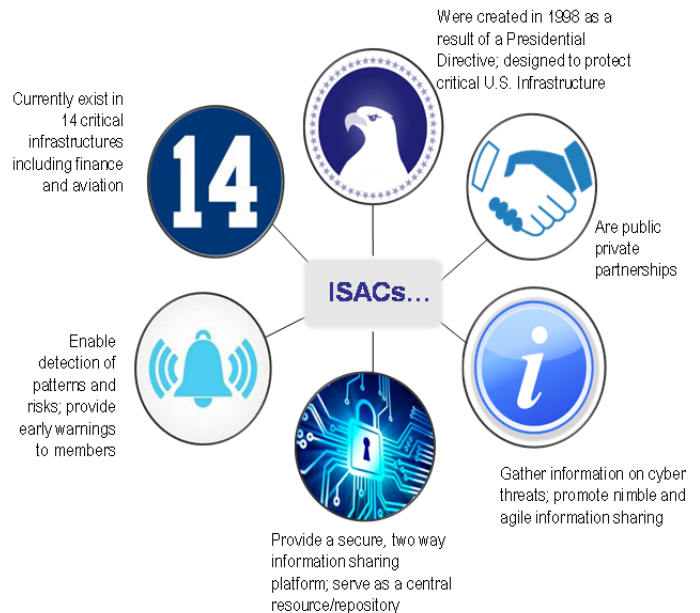 Were created in 1998 as a
result of a Presidential
Directive; designed to protect
critical U.S. Infrastructure
Currently exist in
14 critical
infrastructures
including finance
and aviation
14
Are public
private
partnerships
ISACs...
Enable
detection of
patterns and
risks; provide
early warnings
to members
i
Gather information on cyber
threats; promote nimble and
agile information sharing
Provide a secure, two way
information sharing
platform; serve as a central
resource/repository